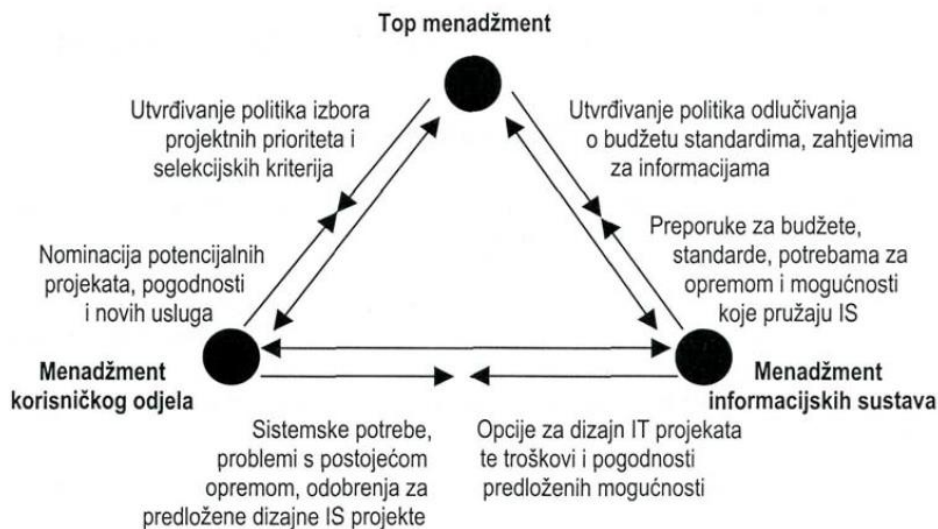 Top menadžment
Utvrđivanje politika izbora
projektnih prioriteta i
selekcijskih kriterija
Utvrđivanje politika odlučivanja
o budžetu standardima, zahtjevima
za informacijama
Nominacija potencijalnih
projekata, pogodnosti
i novih usluga
Preporuke za budžete,
standarde, potrebama za
opremom i mogućnosti
koje pružaju IS
Menadžment
korisničkog odjela
Menadžment
informacijskih sustava
Sistemske potrebe,
problemi s postojećom
opremom, odobrenja za
predložene dizajne IS projekte
Opcije za dizajn IT projekata
te troškovi i pogodnosti
predloženih mogućnosti